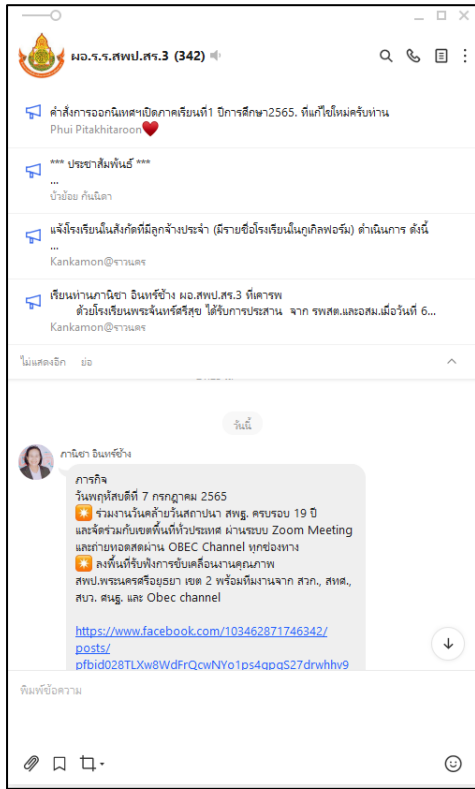 ผอ.ร.ร.สพป.สร.3 (342)
คำสั่งการออกนิเทศฯเปิดภาคเรียนที่1 ปีการศึกษา2565. ที่แก้ไขใหม่ครับท่าน
Phui Pitakhitaroon
*** ประชาสัมพันธ์ ***
...
บัวย้อย กันนิดา
แจ้งโรงเรียนในสังกัดที่มีลูกจ้างประจำ (มีรายชื่อโรงเรียนในกูเกิลฟอร์ม) ดำเนินการ ดังนี้
...
Kankamon@ราวนคร
เรียนท่านภานิชา อินทร์ช้าง ผอ.สพป.สร.3 ที่เคารพ
ด้วยโรงเรียนพระจันทร์ศรีสุข ได้รับการประสาน จาก รพสต.และอสม.เมื่อวันที่ 6...
Kankamon@ราวนคร
ไม่แสดงอีก ย่อ
วันนี้
ภานิชา อินทร์ช้าง
ภารกิจ
วันพฤหัสบดีที่ 7 กรกฎาคม 2565
ร่วมงานวันคล้ายวันสถาปนา สพฐ. ครบรอบ 19 ปี
และจัดร่วมกับเขตพื้นที่ทั่วประเทศ ผ่านระบบ Zoom Meeting
และถ่ายทอดสดผ่าน OBEC Channel ทุกช่องทาง
ลงพื้นที่รับฟังการขับเคลื่อนงานคุณภาพ
สพป.พระนครศรีอยุธยา เขต 2 พร้อมทีมงานจาก สวก., สทศ.,
สบว. ศนฐ. และ Obec channel
https://www.facebook.com/103462871746342/
posts/
pfbid028TLXw8WdFrQcwNYo1ps4gpgS27drwhhv9
พิมพ์ข้อความ